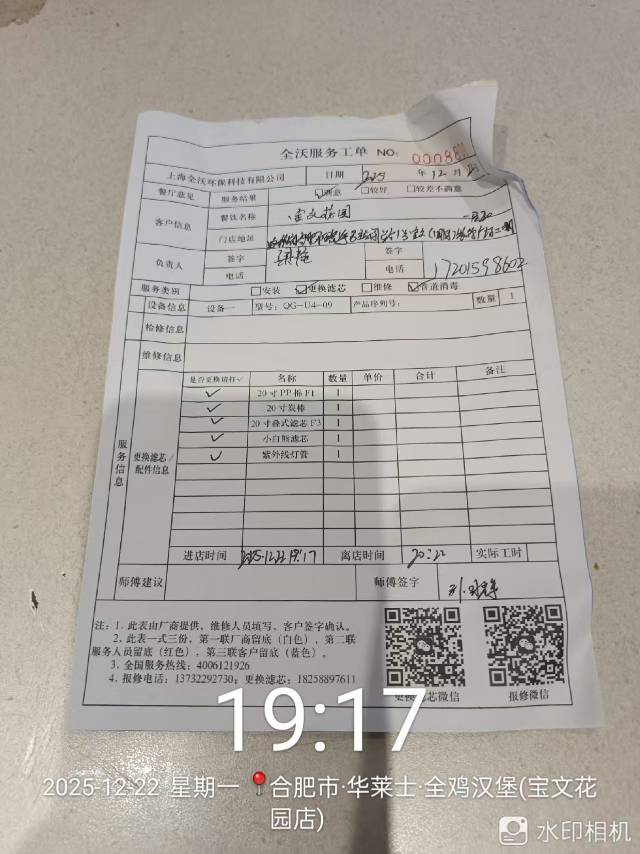 全沃服务工单 NO:
上海全沃环保科技有限公司 日期 2025 年 12 月
餐厅意见 服务结果 ☑满意 □较好 □较差不满意
客户信息 餐饮名称 宝文花园
门店地址
负责人 签字 签字
电话 电话 17201598602
服务类别 □安装 ☑更换滤芯 □维修 ☑管道消毒
设备信息 设备一 型号: QG-U4-09 产品序列号: 数量 1
检修信息
维修信息
服务信息
更换滤芯/配件信息
是否更换请打✓ 名称 数量 单价 合计 备注
✓ 20寸PP棉F1 1
✓ 20寸炭棒 1
✓ 20寸叠式滤芯F3 1
✓ 小白熊滤芯 1
✓ 紫外线灯管 1
进店时间 2025.12.22 19:17 离店时间 20:22 实际工时
师傅建议 师傅签字
注: 1. 此表由厂商提供, 维修人员填写, 客户签字确认。
2. 此表一式三份, 第一联厂商留底(白色), 第二联
服务人员留底(红色), 第三联客户留底(蓝色)。
3. 全国服务热线: 4006121926
4. 报修电话: 13732292730; 更换滤芯: 18258897611
更换滤芯微信 报修微信
19:17
2025-12-22 星期一 合肥市·华莱士·全鸡汉堡(宝文花
园店)
水印相机